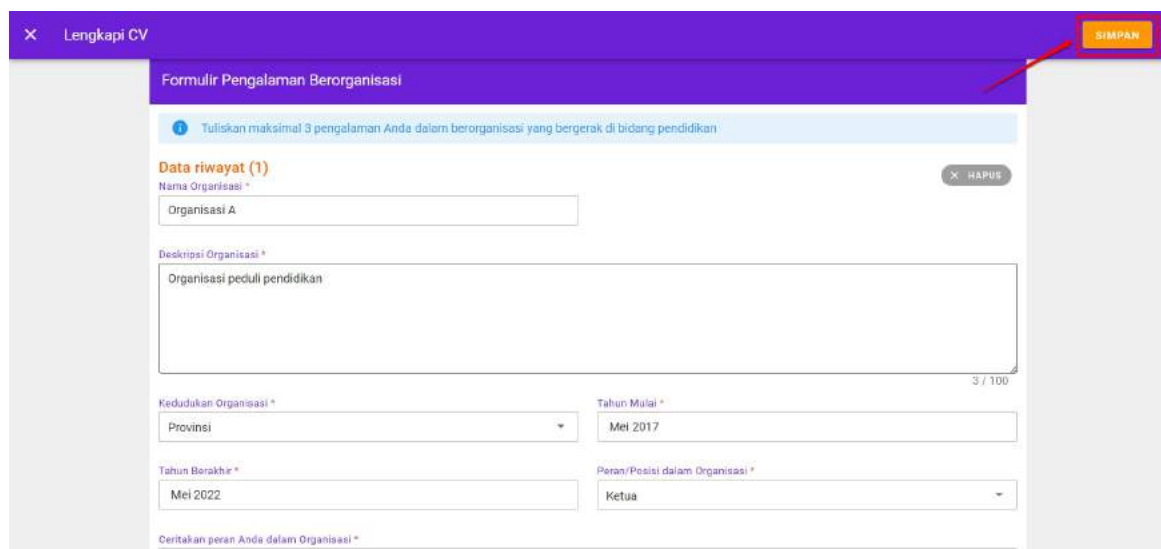 Lengkapi CV
SIMPAN
Formulir Pengalaman Berorganisasi
Tuliskan maksimal 3 pengalaman Anda dalam berorganisasi yang bergerak di bidang pendidikan
Data riwayat (1)
HAPUS
Nama Organisasi *
Organisasi A
Deskripsi Organisasi *
Organisasi peduli pendidikan
3 / 100
Kedudukan Organisasi *
Tahun Mulai *
Provinsi
Mei 2017
Tahun Berakhir *
Peran/Posisi dalam Organisasi *
Mei 2022
Ketua
Ceritakan peran Anda dalam Organisasi *